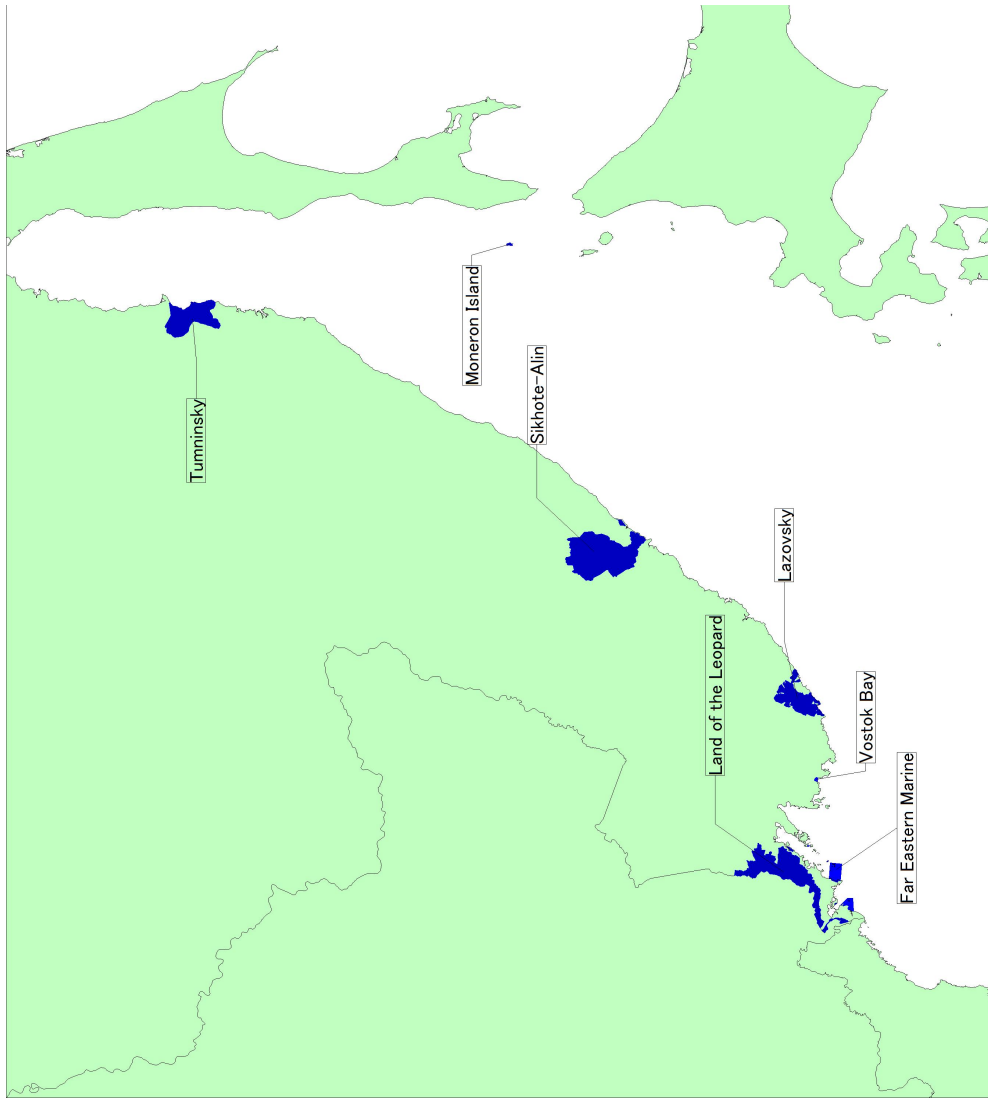 Tumninsky
Moneron Island
Sikhote-Alin
Lazovsky
Land of the Leopard
Vostok Bay
Far Eastern Marine